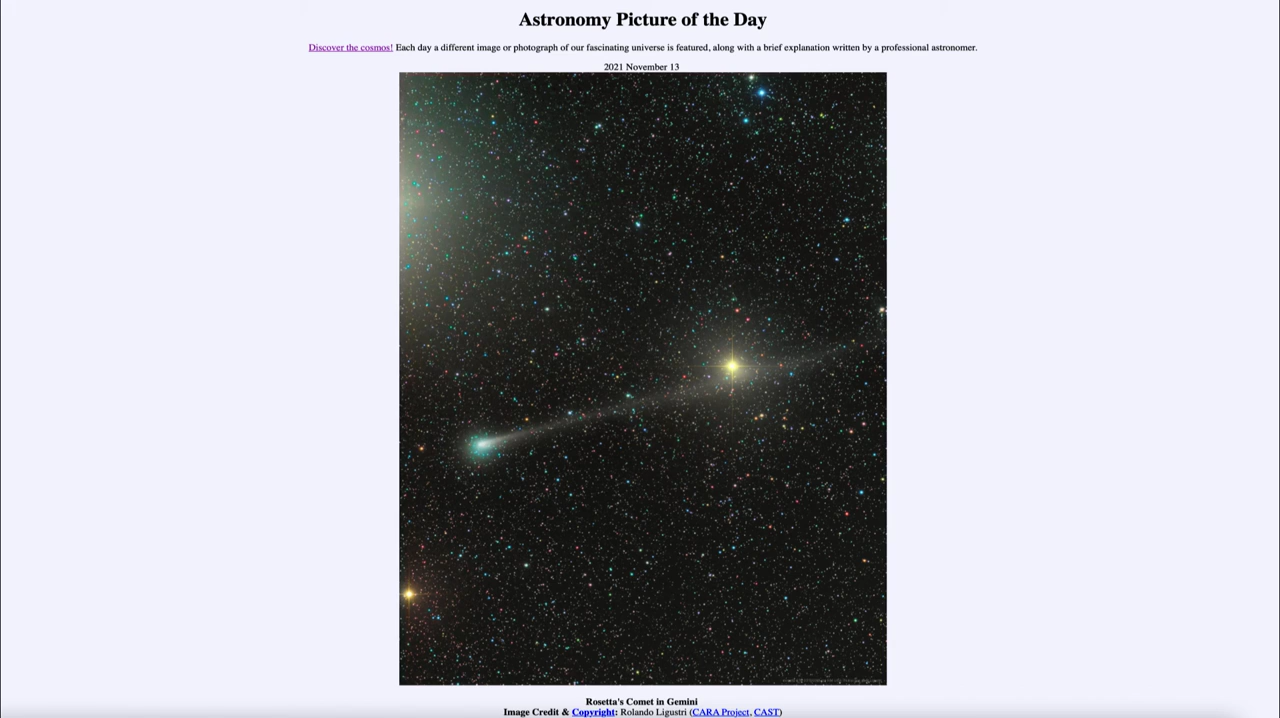 Astronomy Picture of the Day
Discover the cosmos! Each day a different image or photograph of our fascinating universe is featured, along with a brief explanation written by a professional astronomer.
2021 November 13
Rosetta's Comet in Gemini
Image Credit & Copyright: Rolando Ligustri (CARA Project, CAST)